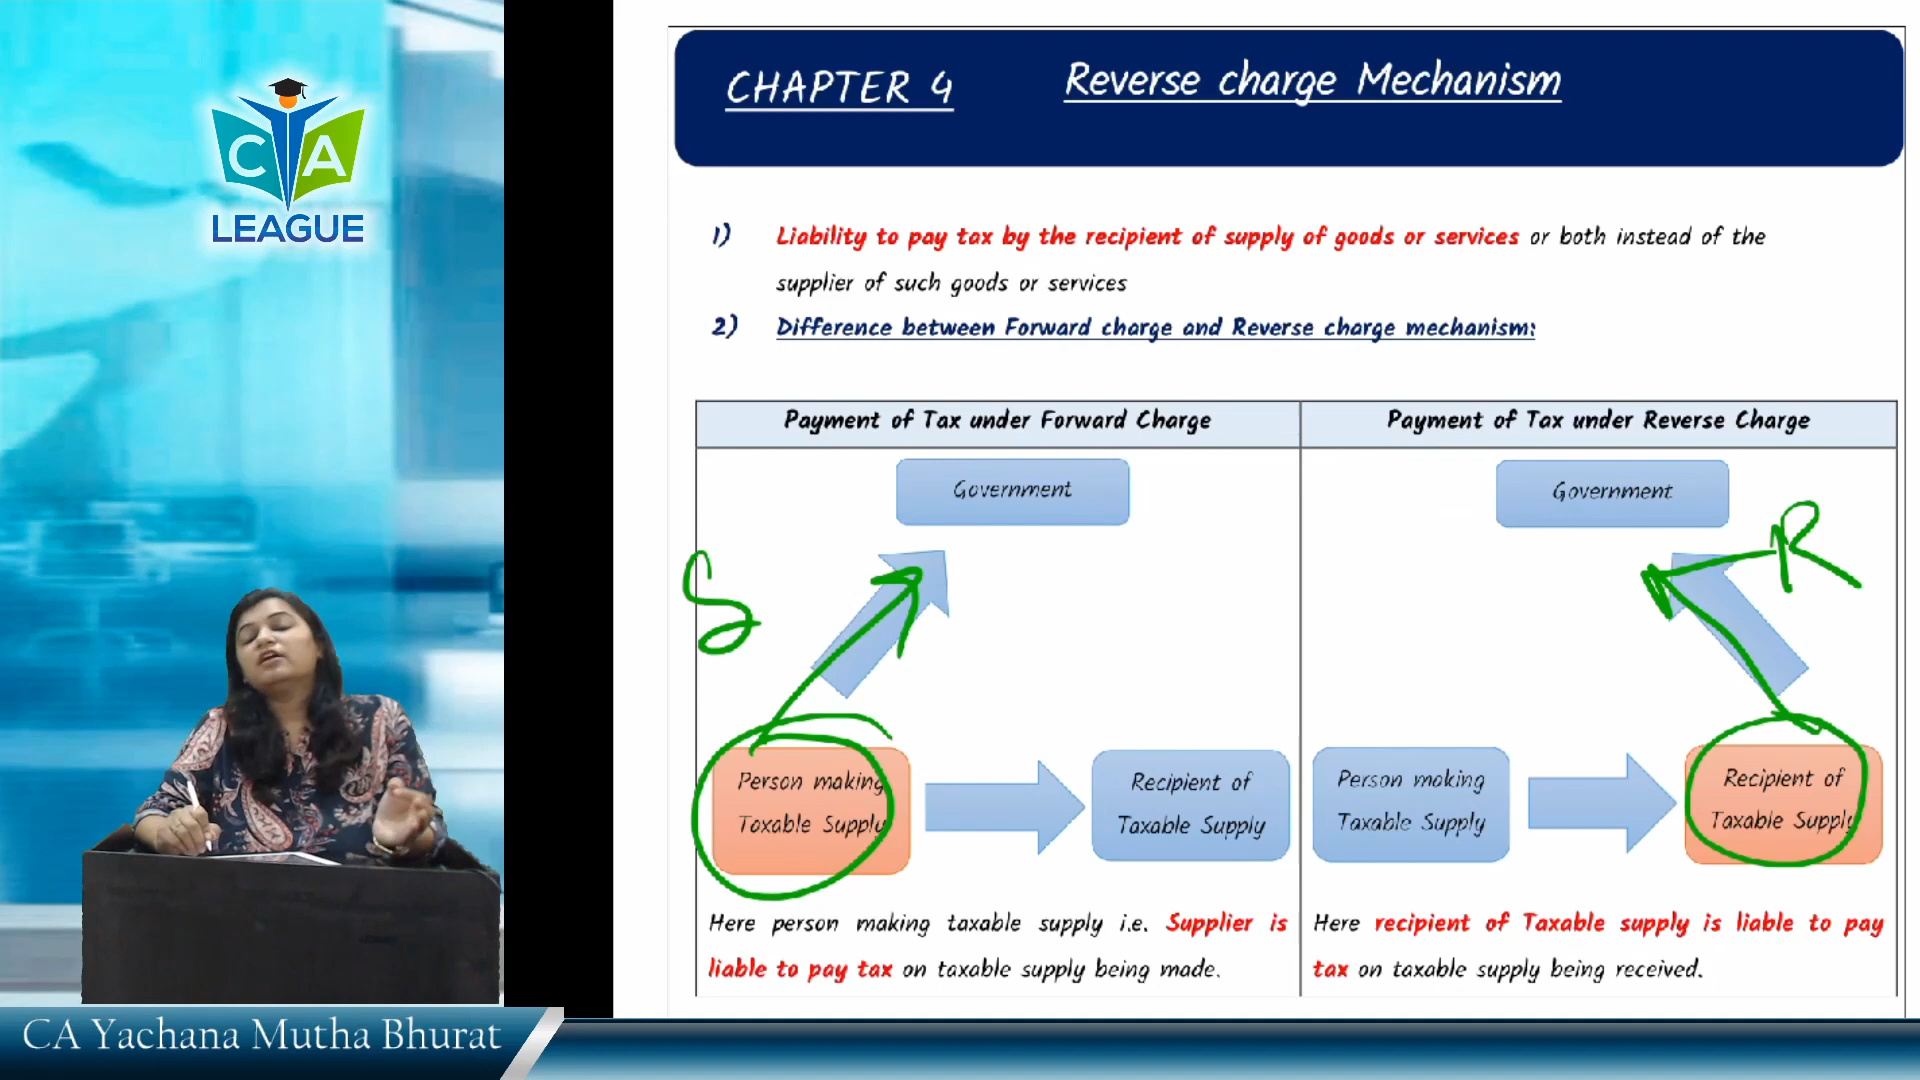 CA
LEAGUE
CHAPTER 4 Reverse charge Mechanism
1) Liability to pay tax by the recipient of supply of goods or services or both instead of the
supplier of such goods or services
2) Difference between Forward charge and Reverse charge mechanism:
Payment of Tax under Forward Charge
Government
S
Person making
Taxable Supply
Recipient of
Taxable Supply
Here person making taxable supply i.e. Supplier is
liable to pay tax on taxable supply being made.
Payment of Tax under Reverse Charge
Government
R
Person making
Taxable Supply
Recipient of
Taxable Supply
Here recipient of Taxable supply is liable to pay
tax on taxable supply being received.
CA Yachana Mutha Bhurat